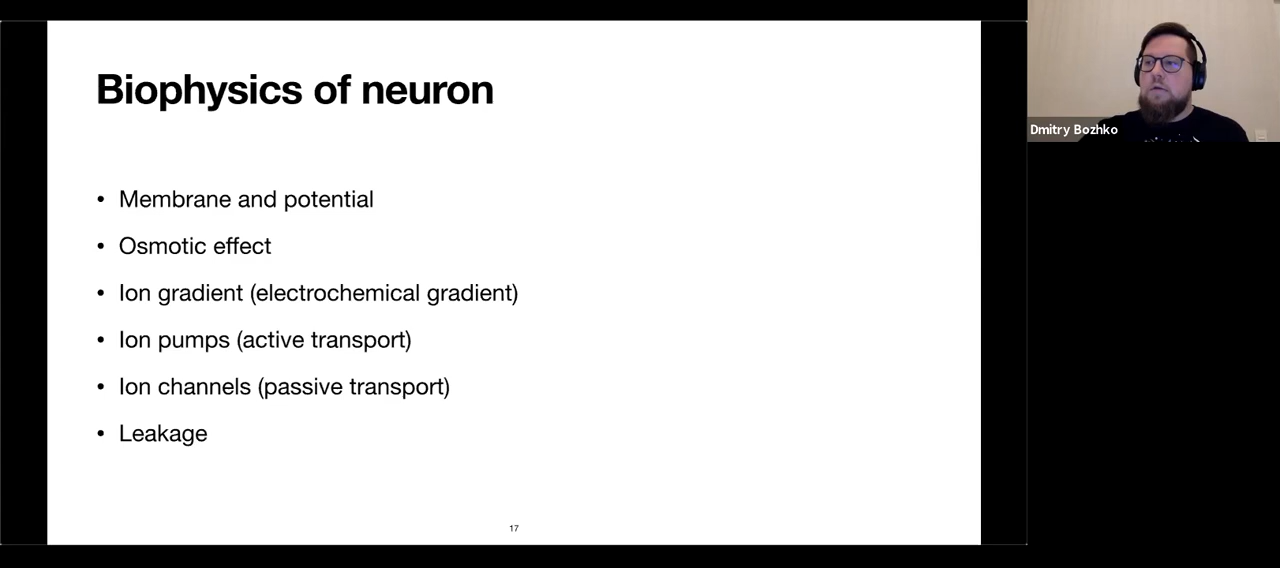 Biophysics of neuron
• Membrane and potential
• Osmotic effect
• Ion gradient (electrochemical gradient)
• Ion pumps (active transport)
• Ion channels (passive transport)
• Leakage
17
Dmitry Bozhko